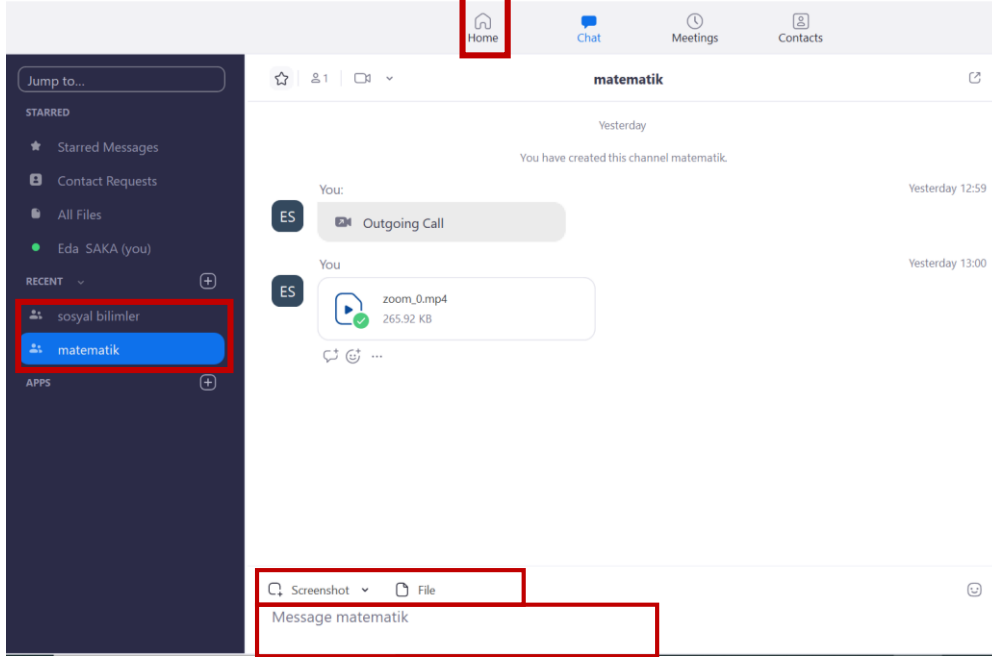 Home Chat Meetings Contacts
Jump to...
STARRED
Starred Messages
Contact Requests
All Files
Eda SAKA (you)
RECENT
sosyal bilimler
matematik
APPS
1 matematik
Yesterday
You have created this channel matematik.
You: Yesterday 12:59
ES Outgoing Call
You Yesterday 13:00
ES zoom_0.mp4
265.92 KB
Screenshot File
Message matematik